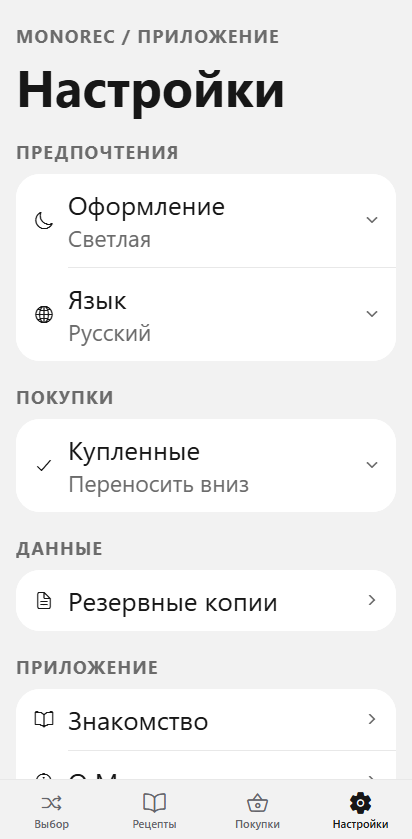 MONOREC / ПРИЛОЖЕНИЕ
Настройки
ПРЕДПОЧТЕНИЯ
Оформление
Светлая
Язык
Русский
ПОКУПКИ
Купленные
Переносить вниз
ДАННЫЕ
Резервные копии
ПРИЛОЖЕНИЕ
Знакомство
Выбор
Рецепты
Покупки
Настройки